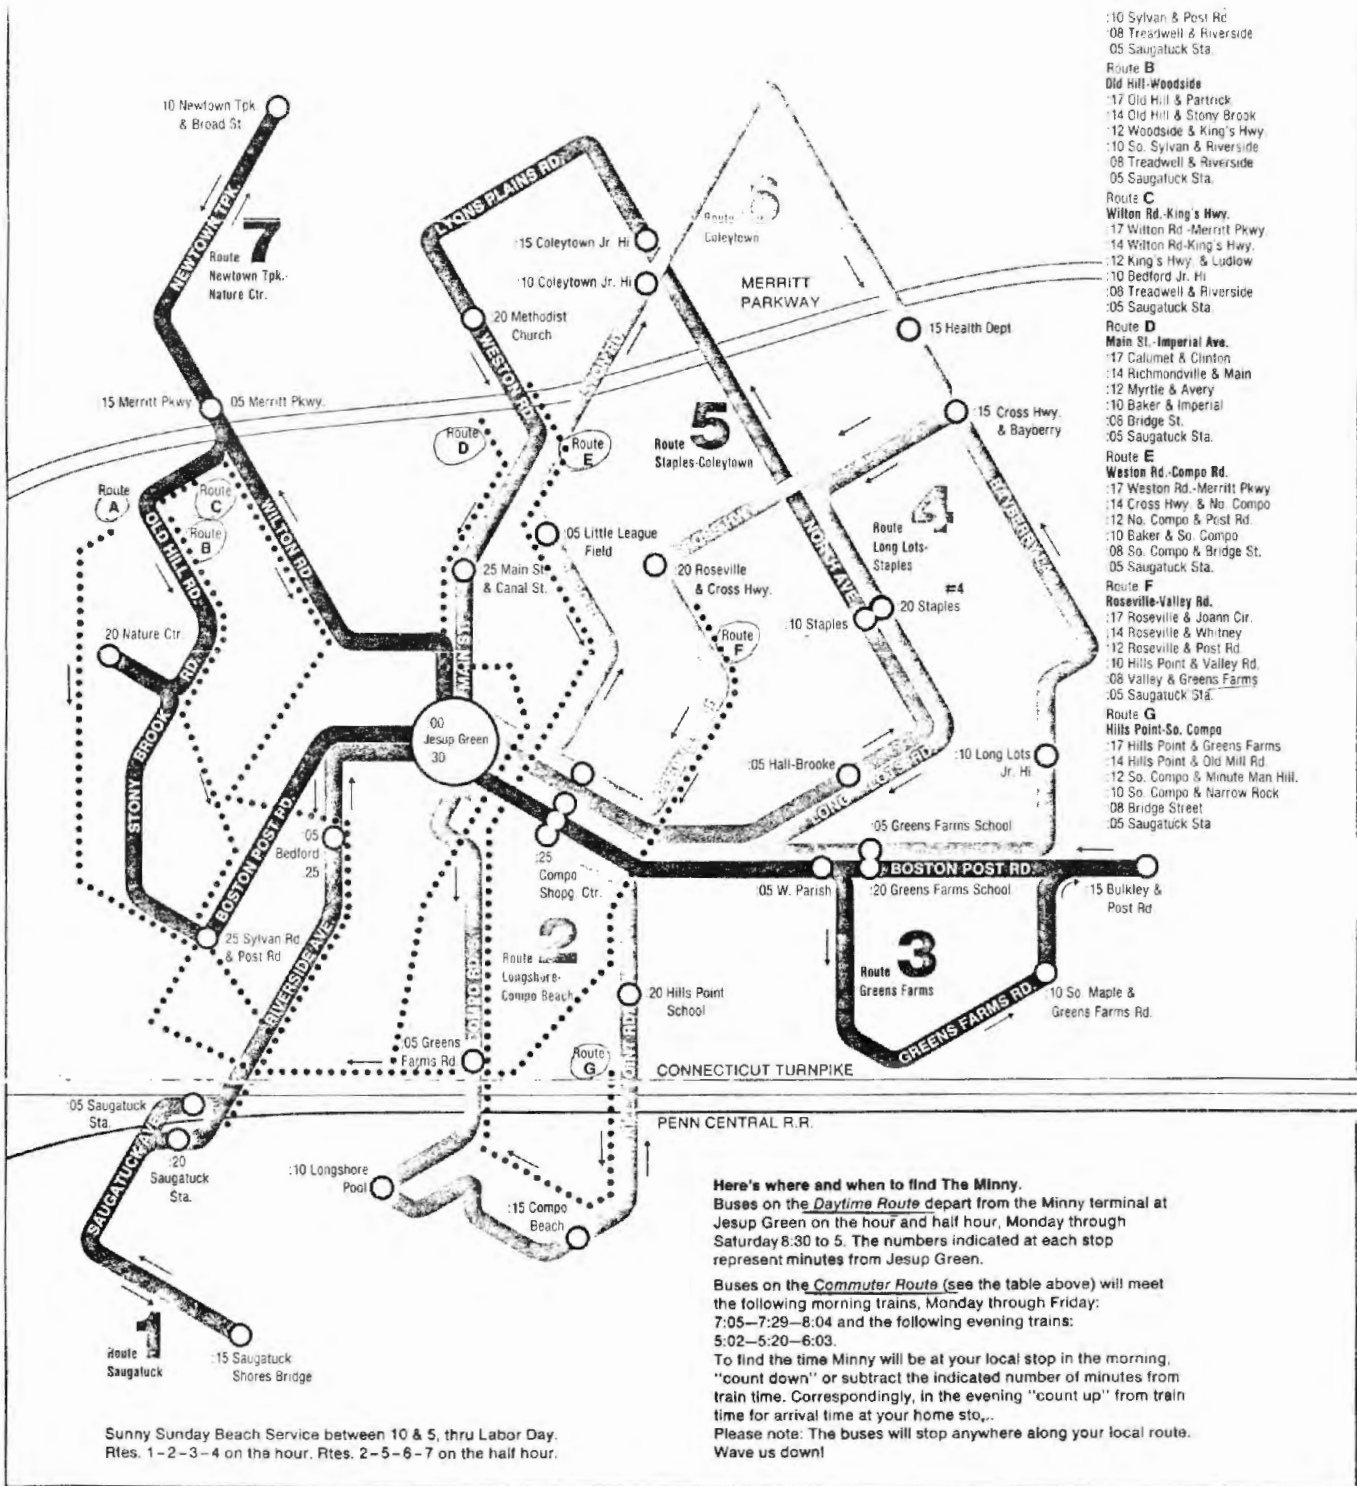 :10 Sylvan & Post Rd
:08 Treadwell & Riverside
05 Saugatuck Sta.
Route B
Old Hill-Woodside
:17 Old Hill & Partrick
:14 Old Hill & Stony Brook
:12 Woodside & King's Hwy
:10 So. Sylvan & Riverside
08 Treadwell & Riverside
05 Saugatuck Sta.
Route C
Wilton Rd.-King's Hwy.
:17 Wilton Rd -Merritt Pkwy
:14 Wilton Rd-King's Hwy.
:12 King's Hwy. & Ludlow
:10 Bedford Jr. Hi
:08 Treadwell & Riverside
:05 Saugatuck Sta
Route D
Main St.-Imperial Ave.
:17 Calumet & Clinton
:14 Richmondville & Main
:12 Myrtle & Avery
:10 Baker & Imperial
:08 Bridge St.
:05 Saugatuck Sta.
Route E
Weston Rd.-Compo Rd.
:17 Weston Rd.-Merritt Pkwy
:14 Cross Hwy. & No. Compo
:12 No. Compo & Post Rd.
:10 Baker & So. Compo
08 So. Compo & Bridge St.
05 Saugatuck Sta.
Route F
Roseville-Valley Rd.
:17 Roseville & Joann Cir.
:14 Roseville & Whitney
:12 Roseville & Post Rd
10 Hills Point & Valley Rd.
:08 Valley & Greens Farms
:05 Saugatuck Sta.
Route G
Hills Point-So. Compo
:17 Hills Point & Greens Farms
:14 Hills Point & Old Mill Rd.
:12 So. Compo & Minute Man Hill.
:10 So. Compo & Narrow Rock
:08 Bridge Street
:05 Saugatuck Sta
10 Newtown Tpk.
& Broad St
NEWTOWN TPK.
Route 7
Newtown Tpk.-
Nature Ctr.
LYONS PLAINS RD.
:15 Coleytown Jr. Hi
:10 Coleytown Jr. Hi
Route 6
Coleytown
MERRITT
PARKWAY
15 Health Dept
20 Methodist
Church
WESTON RD.
15 Merritt Pkwy
05 Merritt Pkwy.
Route
D
Route
E
Route 5
Staples-Coleytown
:15 Cross Hwy.
& Bayberry
Route
A
Route
C
Route
B
OLD HILL RD.
WILTON RD.
:05 Little League
Field
25 Main St
& Canal St.
20 Roseville
& Cross Hwy.
NORTH AVE
Route 4
Long Lots-
Staples
#4
20 Staples
:10 Staples
Route
F
20 Nature Ctr.
STONY BROOK RD.
MAIN ST.
00
Jesup Green
30
:05 Hall-Brooke
LONG LOTS RD.
:10 Long Lots
Jr. Hi
BOSTON POST RD.
:05
Bedford
.25
:25
Compo
Shopg. Ctr.
:05 Greens Farms School
:05 W. Parish
BOSTON POST RD.
:20 Greens Farms School
:15 Bulkley &
Post Rd
25 Sylvan Rd
& Post Rd
RIVERSIDE AVE.
Route 2
Longshore-
Compo Beach
COMPO RD. S.
Route 3
Greens Farms
:20 Hills Point
School
GREENS FARMS RD.
:10 So. Maple &
Greens Farms Rd.
:05 Greens
Farms Rd.
Route
G
CONNECTICUT TURNPIKE
:05 Saugatuck
Sta.
PENN CENTRAL R.R.
:20
Saugatuck
Sta.
SAUGATUCK AVE.
:10 Longshore
Pool
:15 Compo
Beach
Route 1
Saugatuck
:15 Saugatuck
Shores Bridge
Here's where and when to find The Minny.
Buses on the Daytime Route depart from the Minny terminal at
Jesup Green on the hour and half hour, Monday through
Saturday 8:30 to 5. The numbers indicated at each stop
represent minutes from Jesup Green.
Buses on the Commuter Route (see the table above) will meet
the following morning trains, Monday through Friday:
7:05—7:29—8:04 and the following evening trains:
5:02—5:20—6:03.
To find the time Minny will be at your local stop in the morning,
"count down" or subtract the indicated number of minutes from
train time. Correspondingly, in the evening "count up" from train
time for arrival time at your home
Please note: The buses will stop anywhere along your local route.
Wave us down!
Sunny Sunday Beach Service between 10 & 5, thru Labor Day.
Rtes. 1-2-3-4 on the hour. Rtes. 2-5-6-7 on the half hour.